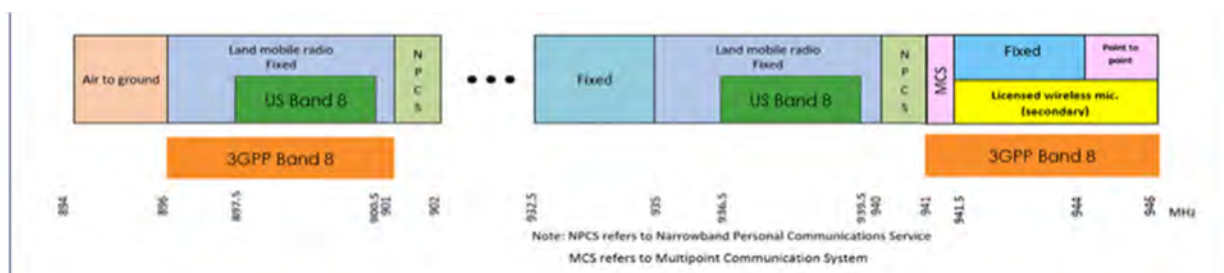 Air to ground
Land mobile radio
Fixed
US Band 8
N
P
C
S
Fixed
Land mobile radio
Fixed
US Band 8
N
P
C
S
MCS
Fixed
Point to
point
Licensed wireless mic.
(secondary)
3GPP Band 8
3GPP Band 8
894
896
897.5
900.5
901
902
932.5
935
936.5
939.5
940
941
941.5
944
946
MHz
Note: NPCS refers to Narrowband Personal Communications Service
MCS refers to Multipoint Communication System